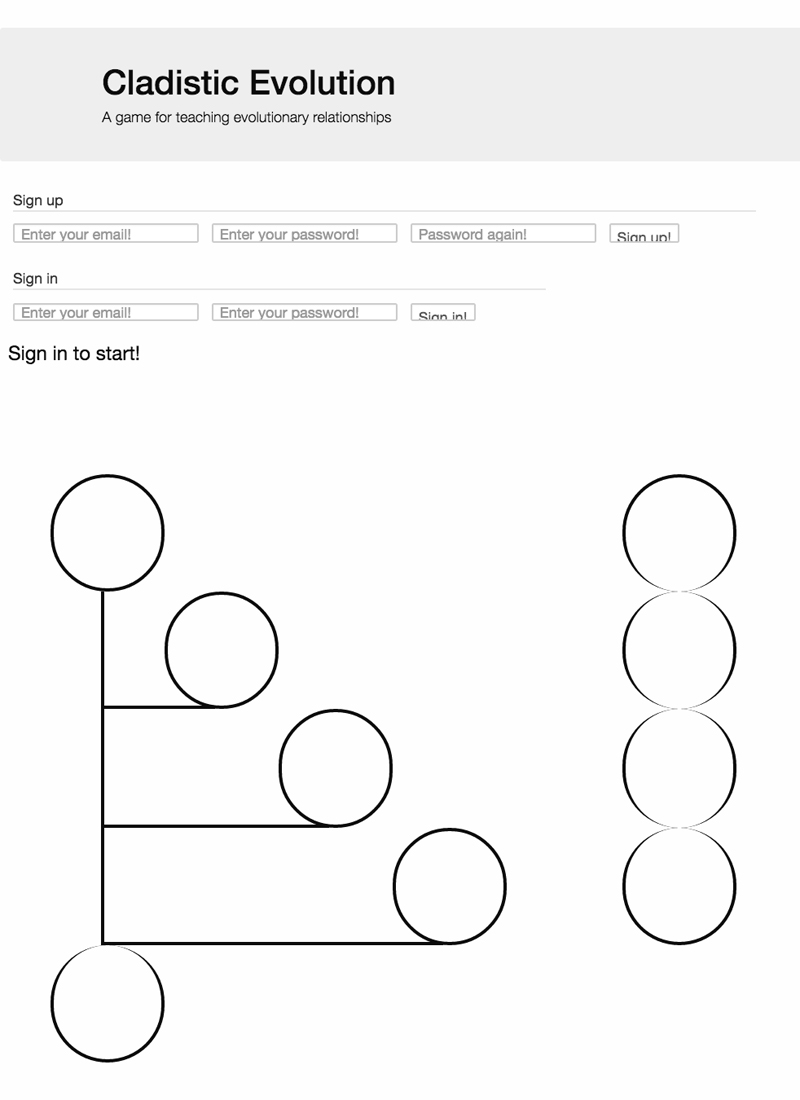 Cladistic Evolution
A game for teaching evolutionary relationships
Sign up
Enter your email! Enter your password! Password again! Sign up!
Sign in
Enter your email! Enter your password! Sign in!
Sign in to start!